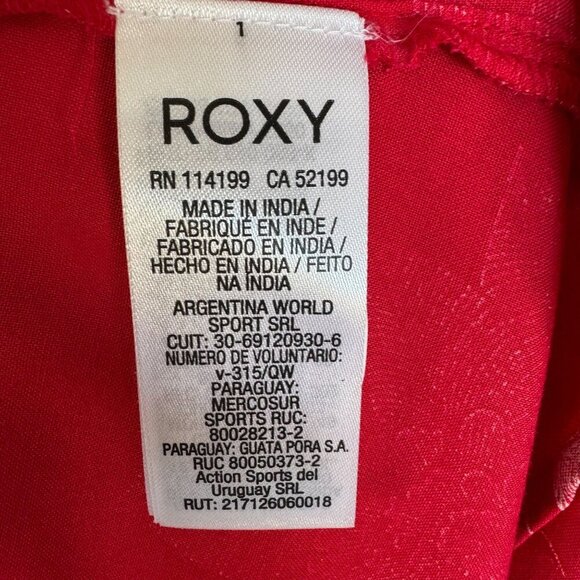 1
ROXY
RN 114199 CA 52199
MADE IN INDIA /
FABRIQUÉ EN INDE /
FABRICADO EN INDIA /
HECHO EN INDIA / FEITO
NA ÍNDIA
ARGENTINA WORLD
SPORT SRL
CUIT: 30-69120930-6
NUMERO DE VOLUNTARIO:
v-315/QW
PARAGUAY:
MERCOSUR
SPORTS RUC:
80028213-2
PARAGUAY: GUATA PORA S.A.
RUC 80050373-2
Action Sports del
Uruguay SRL
RUT: 217126060018